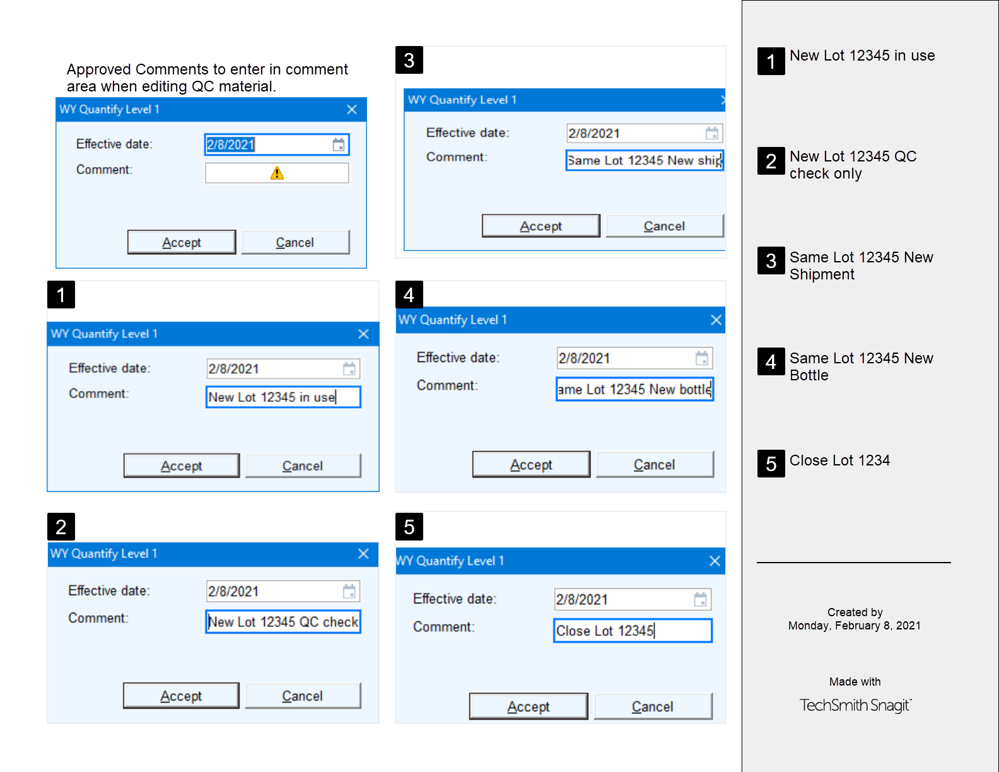 Approved Comments to enter in comment
area when editing QC material.
WY Quantify Level 1
Effective date:
2/8/2021
Comment:
Accept
Cancel
1
WY Quantify Level 1
Effective date:
2/8/2021
Comment:
New Lot 12345 in use
Accept
Cancel
2
WY Quantify Level 1
Effective date:
2/8/2021
Comment:
New Lot 12345 QC check
Accept
Cancel
3
WY Quantify Level 1
Effective date:
2/8/2021
Comment:
Same Lot 12345 New ship
Accept
Cancel
4
WY Quantify Level 1
Effective date:
2/8/2021
Comment:
ame Lot 12345 New bottle
Accept
Cancel
5
WY Quantify Level 1
Effective date:
2/8/2021
Comment:
Close Lot 12345
Accept
Cancel
1 New Lot 12345 in use
2 New Lot 12345 QC
check only
3 Same Lot 12345 New
Shipment
4 Same Lot 12345 New
Bottle
5 Close Lot 1234
Created by
Monday, February 8, 2021
Made with
TechSmith Snagit™